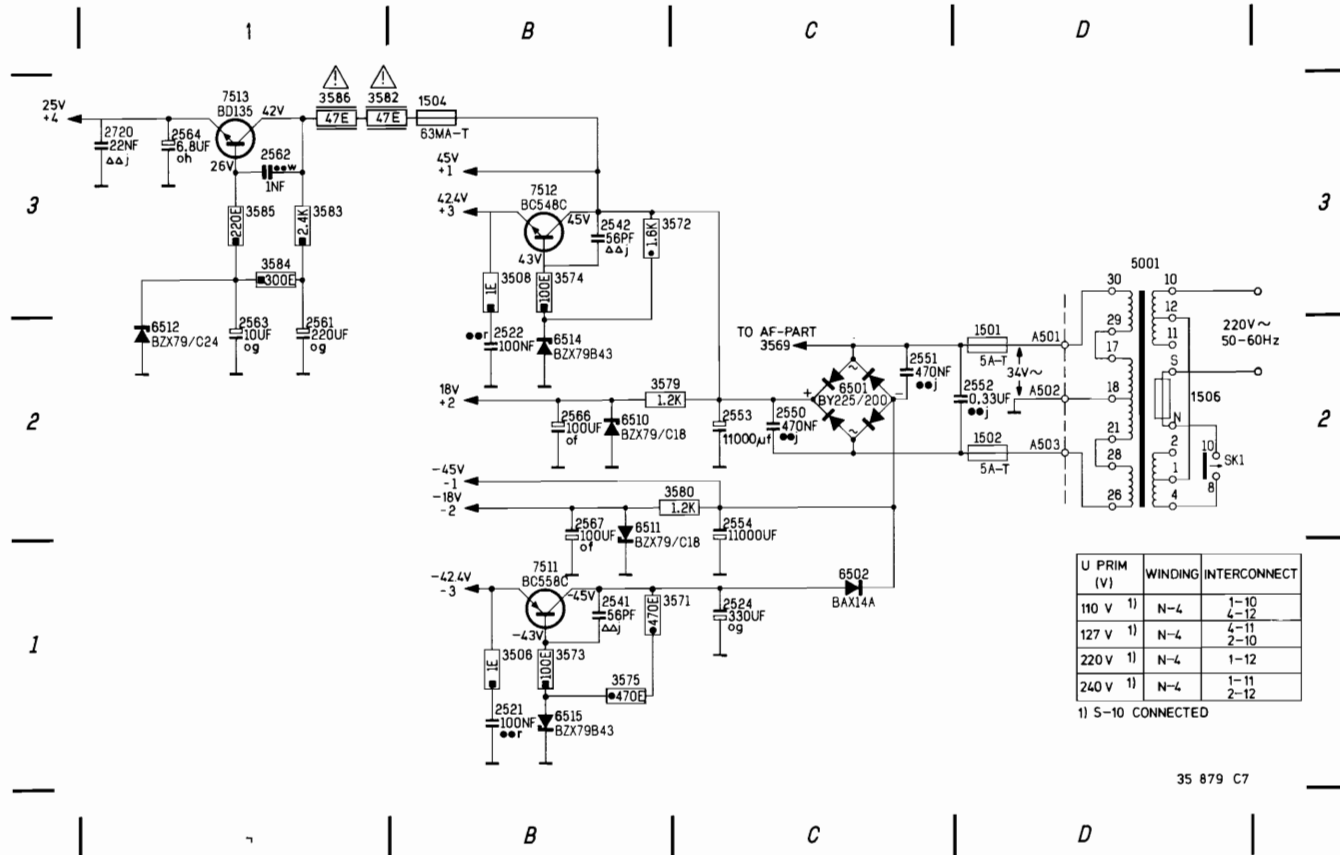 1 B C D
3586 3582 1504
47E 47E 63MA-T
25V
+4
7513
BD135
42V
26V
2720
22NF
ΔΔj
2564
6.8UF
oh
2562
●●w
1NF
3585
220E
2.4K
3583
3584
300E
6512
BZX79/C24
2563
10UF
og
2561
220UF
og
3
45V
+1
42.4V
+3
7512
BC548C
45V
43V
2542
56PF
ΔΔj
3572
1.6K
3508
1E
3574
100E
●●r
2522
100NF
6514
BZX79B43
3
2
18V
+2
3579
1.2K
2566
100UF
of
6510
BZX79/C18
2553
11000µf
2550
470NF
●●j
TO AF-PART
3569
~
+
6501
BY225/200
-
~
2551
470NF
●●j
2552
0,33UF
●●j
1501
5A-T
34V~
1502
5A-T
A501
A502
A503
5001
30
29
17
18
21
28
26
10
12
11
S
N
2
1
4
1506
220V~
50-60Hz
10
8
SK1
2
-45V
-1
-18V
-2
3580
1.2K
2567
100UF
of
6511
BZX79/C18
2554
11000UF
1
-42.4V
-3
7511
BC558C
-45V
-43V
2541
56PF
ΔΔj
3571
470E
2524
330UF
og
6502
BAX14A
3506
1E
3573
100E
3575
470E
2521
100NF
●●r
6515
BZX79B43
U PRIM
(V) WINDING INTERCONNECT
110 V 1) N-4 1-10
4-12
127 V 1) N-4 4-11
2-10
220 V 1) N-4 1-12
240 V 1) N-4 1-11
2-12
1) S-10 CONNECTED
1
35 879 C7
B C D